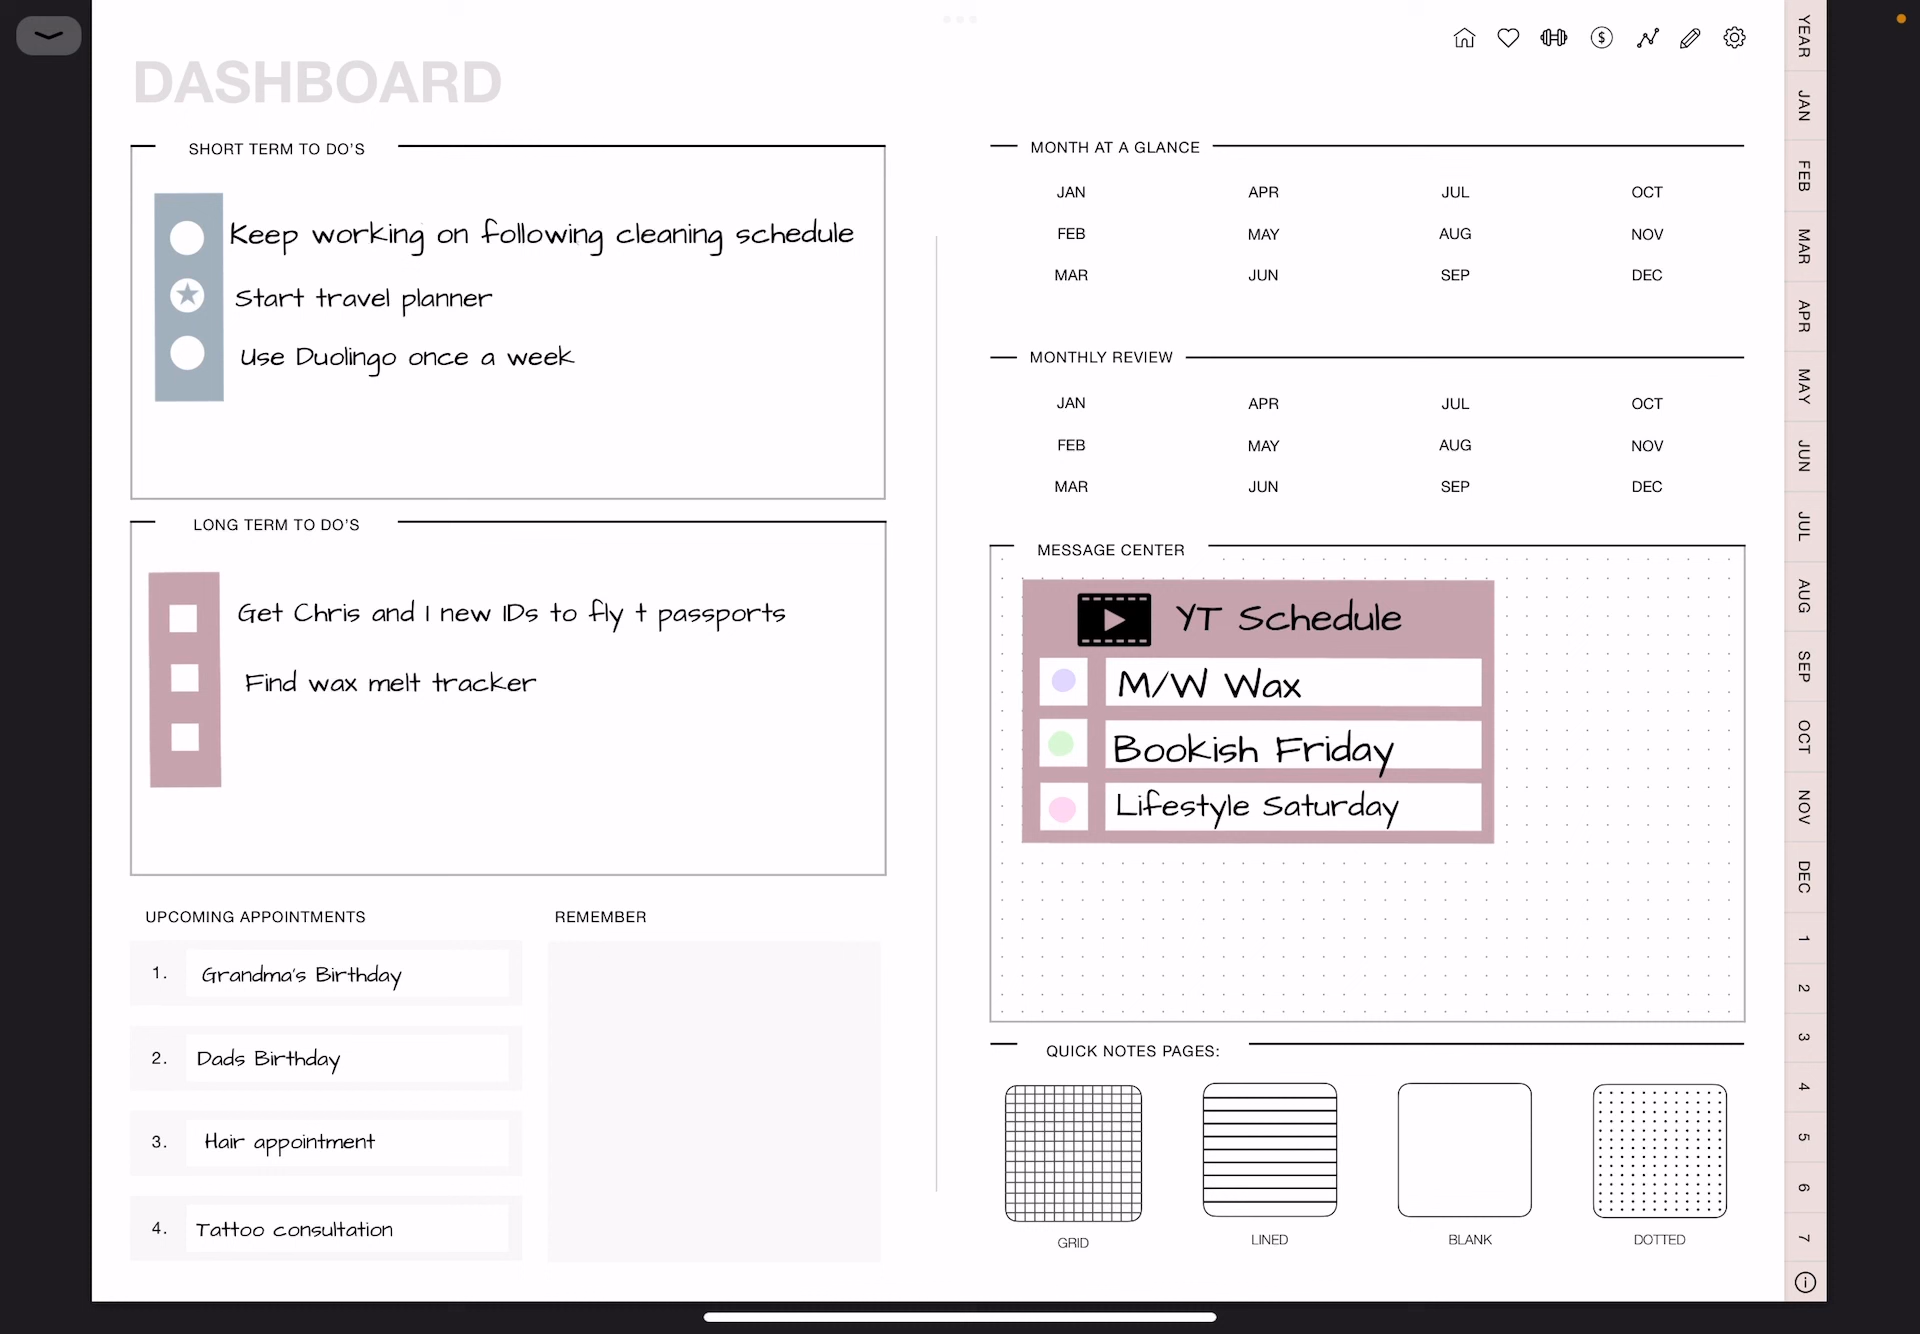 DASHBOARD
SHORT TERM TO DO'S
Keep working on following cleaning schedule
Start travel planner
Use Duolingo once a week
LONG TERM TO DO'S
Get Chris and I new IDs to fly t passports
Find wax melt tracker
UPCOMING APPOINTMENTS
1. Grandma's Birthday
2. Dads Birthday
3. Hair appointment
4. Tattoo consultation
REMEMBER
MONTH AT A GLANCE
JAN APR JUL OCT
FEB MAY AUG NOV
MAR JUN SEP DEC
MONTHLY REVIEW
JAN APR JUL OCT
FEB MAY AUG NOV
MAR JUN SEP DEC
MESSAGE CENTER
YT Schedule
M/W Wax
Bookish Friday
Lifestyle Saturday
QUICK NOTES PAGES:
GRID LINED BLANK DOTTED
YEAR
JAN
FEB
MAR
APR
MAY
JUN
JUL
AUG
SEP
OCT
NOV
DEC
1
2
3
4
5
6
7